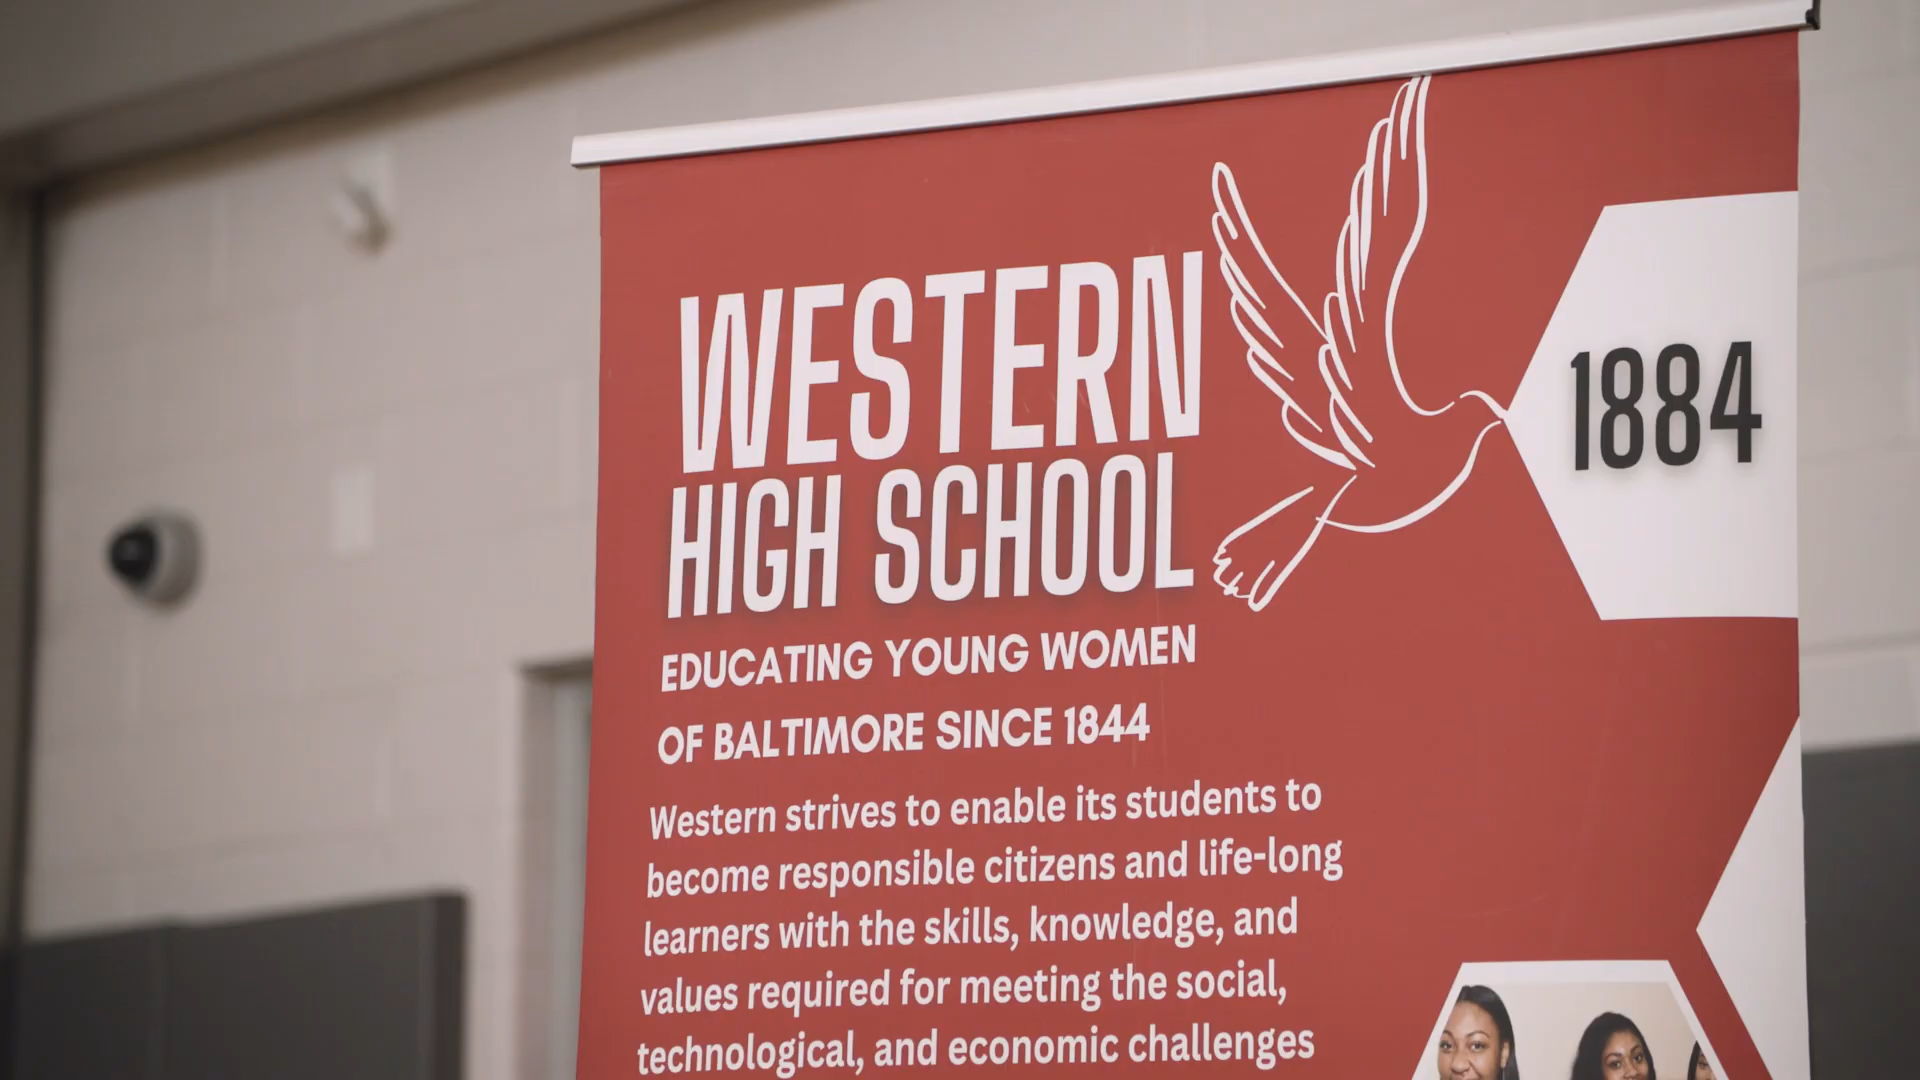 WESTERN
HIGH SCHOOL
1884
EDUCATING YOUNG WOMEN
OF BALTIMORE SINCE 1844
Western strives to enable its students to
become responsible citizens and life-long
learners with the skills, knowledge, and
values required for meeting the social,
technological, and economic challenges